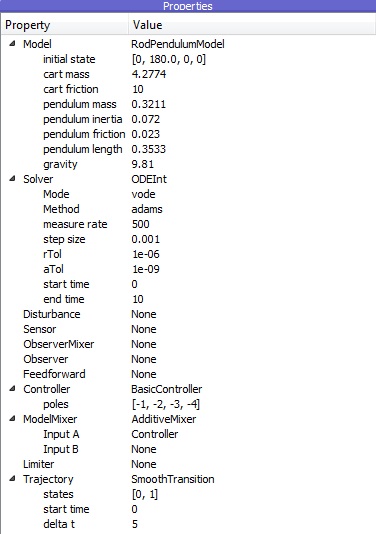 Properties
Property Value
Model RodPendulumModel
initial state [0, 180.0, 0, 0]
cart mass 4.2774
cart friction 10
pendulum mass 0.3211
pendulum inertia 0.072
pendulum friction 0.023
pendulum length 0.3533
gravity 9.81
Solver ODEInt
Mode vode
Method adams
measure rate 500
step size 0.001
rTol 1e-06
aTol 1e-09
start time 0
end time 10
Disturbance None
Sensor None
ObserverMixer None
Observer None
Feedforward None
Controller BasicController
poles [-1, -2, -3, -4]
ModelMixer AdditiveMixer
Input A Controller
Input B None
Limiter None
Trajectory SmoothTransition
states [0, 1]
start time 0
delta t 5